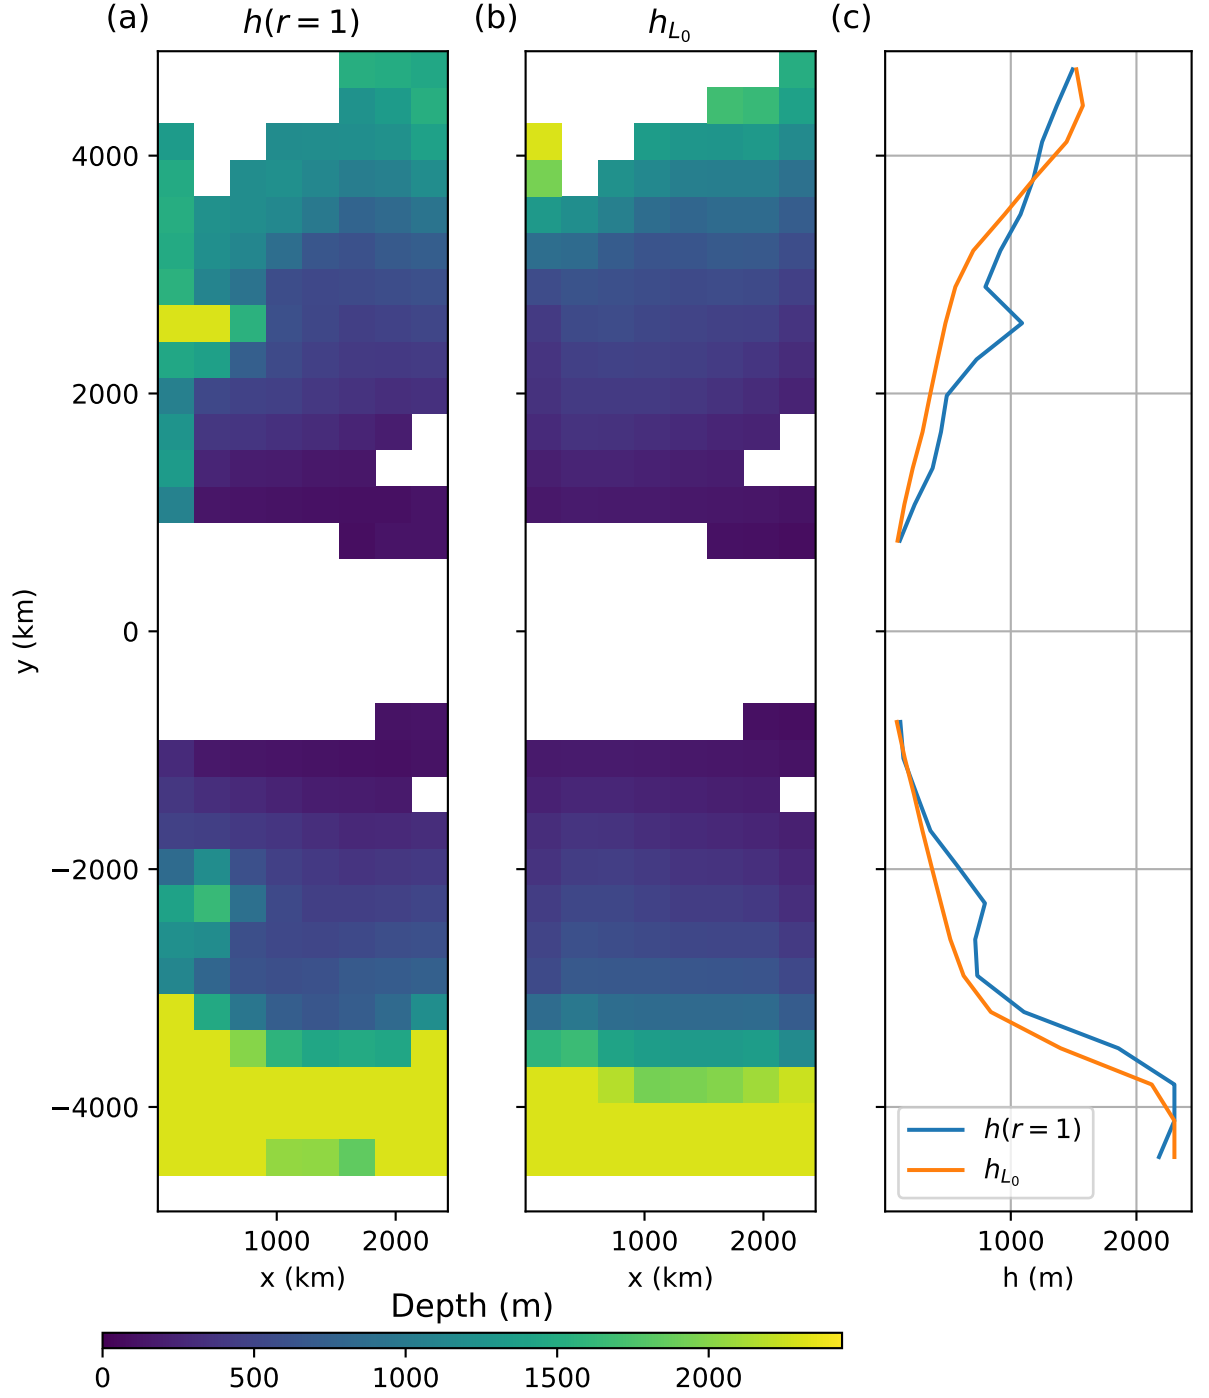 (a) h(r = 1) (b) h_{L_0} (c)
4000
2000
0
−2000
−4000
y (km)
h(r = 1)
h_{L_0}
1000 2000 1000 2000 1000 2000
x (km) x (km) h (m)
Depth (m)
0 500 1000 1500 2000